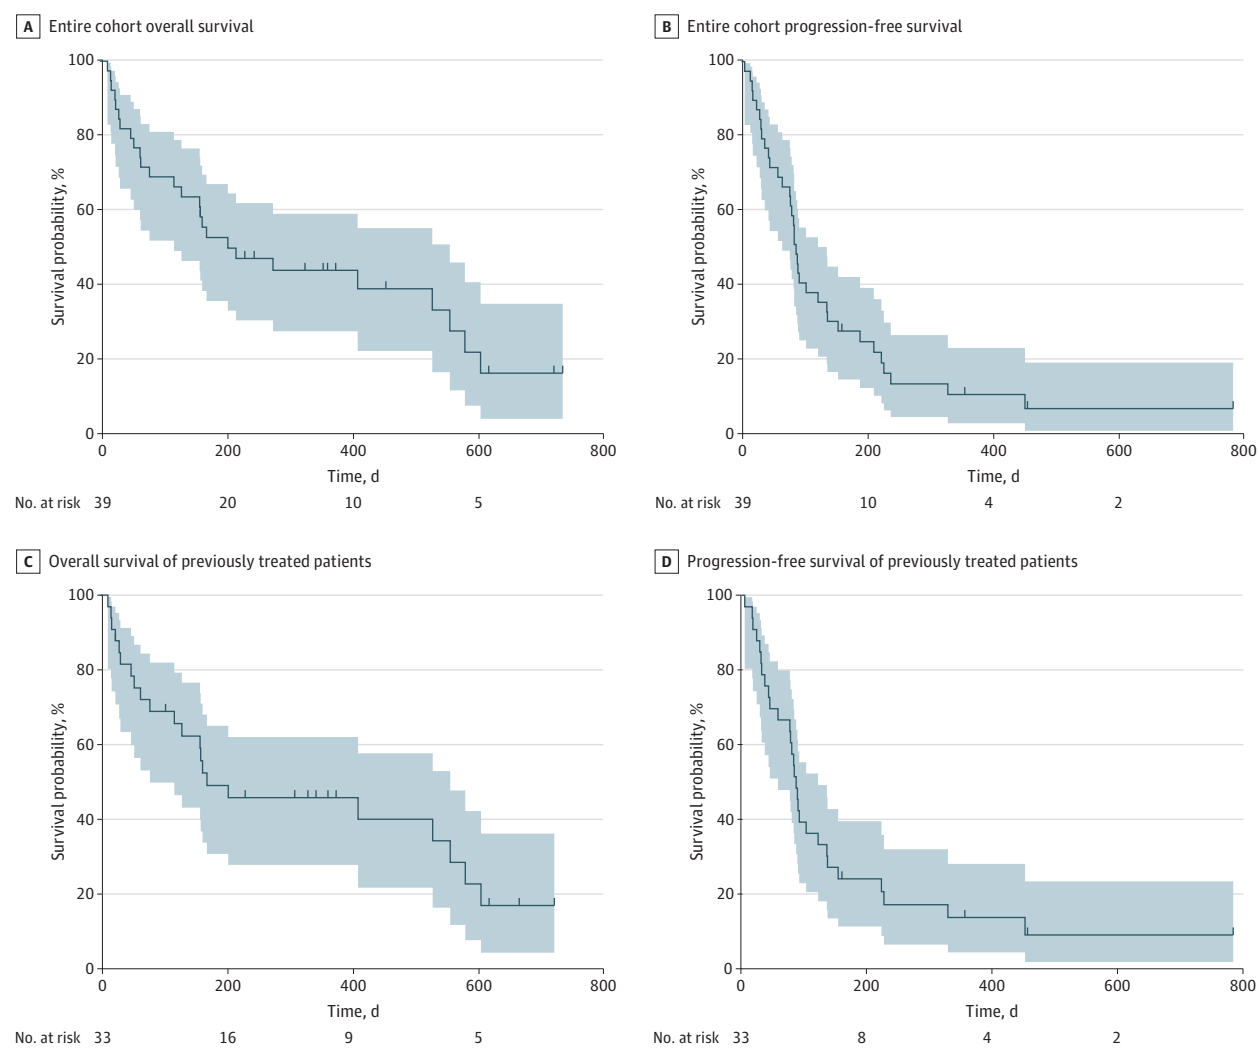 A Entire cohort overall survival
100
80
60
40
20
0
Survival probability, %
0 200 400 600 800
Time, d
No. at risk 39 20 10 5
B Entire cohort progression-free survival
100
80
60
40
20
0
Survival probability, %
0 200 400 600 800
Time, d
No. at risk 39 10 4 2
C Overall survival of previously treated patients
100
80
60
40
20
0
Survival probability, %
0 200 400 600 800
Time, d
No. at risk 33 16 9 5
D Progression-free survival of previously treated patients
100
80
60
40
20
0
Survival probability, %
0 200 400 600 800
Time, d
No. at risk 33 8 4 2